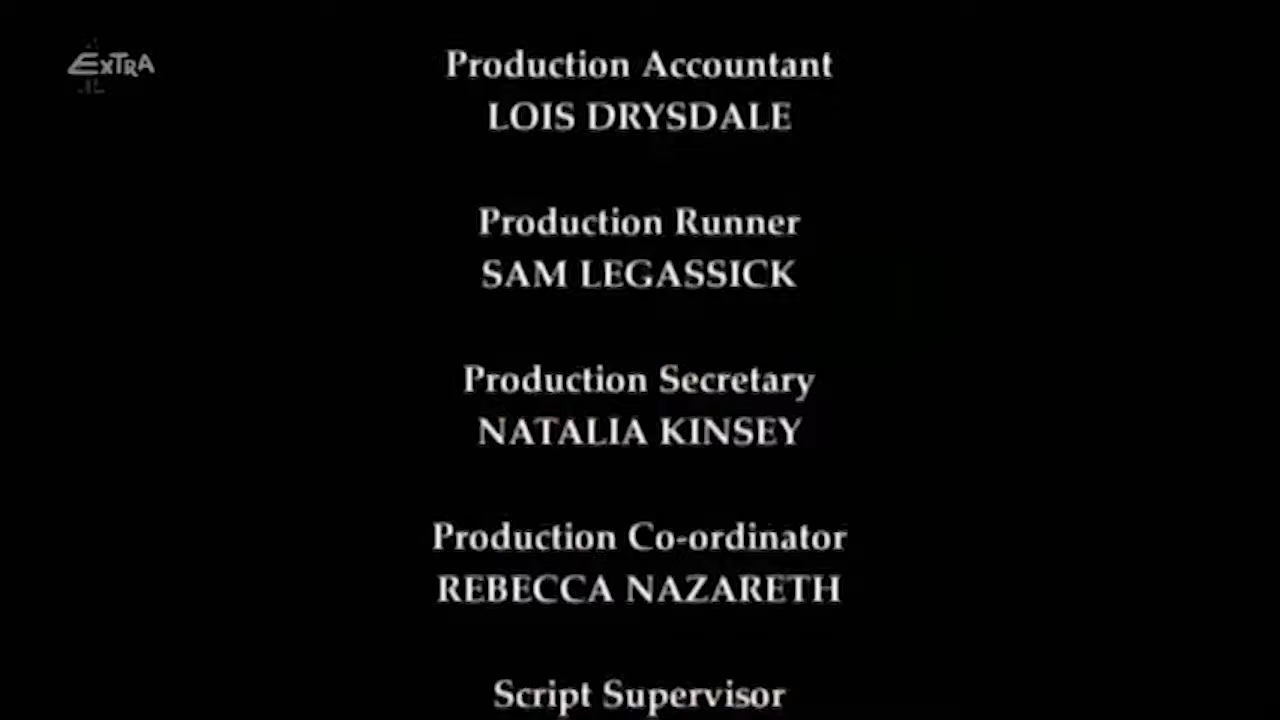 ExTRA
Production Accountant
LOIS DRYSDALE
Production Runner
SAM LEGASSICK
Production Secretary
NATALIA KINSEY
Production Co-ordinator
REBECCA NAZARETH
Script Supervisor